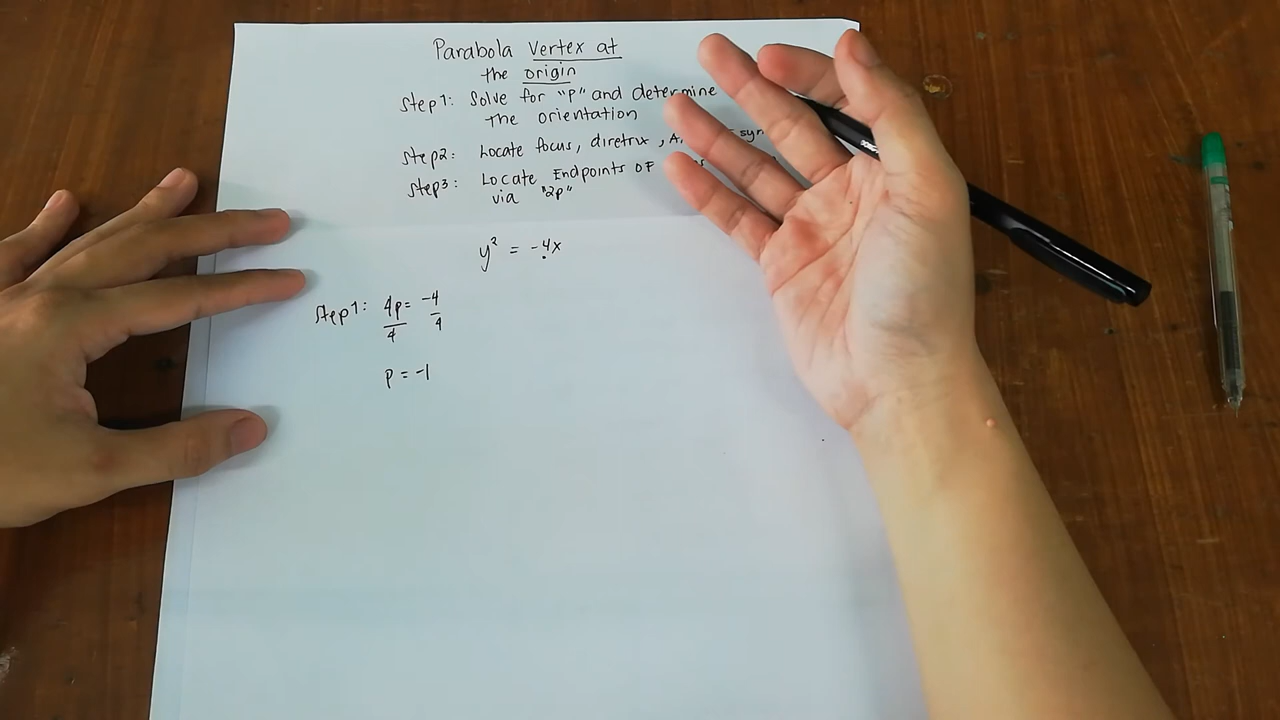 Parabola Vertex at
the origin
Step1: Solve for "P" and determine
the orientation
Step2: Locate focus, diretrix,
Step3: Locate Endpoints OF
via "2p"
y² = -4x
Step1: 4p = -4
4 4
p = -1